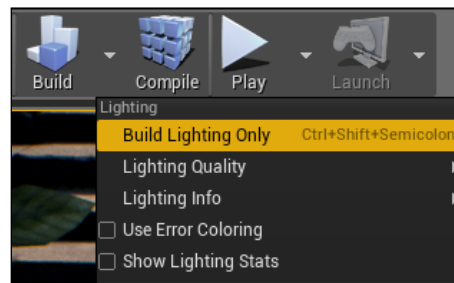 Build Compile Play Launch
Lighting
Build Lighting Only Ctrl+Shift+Semicolon
Lighting Quality
Lighting Info
Use Error Coloring
Show Lighting Stats